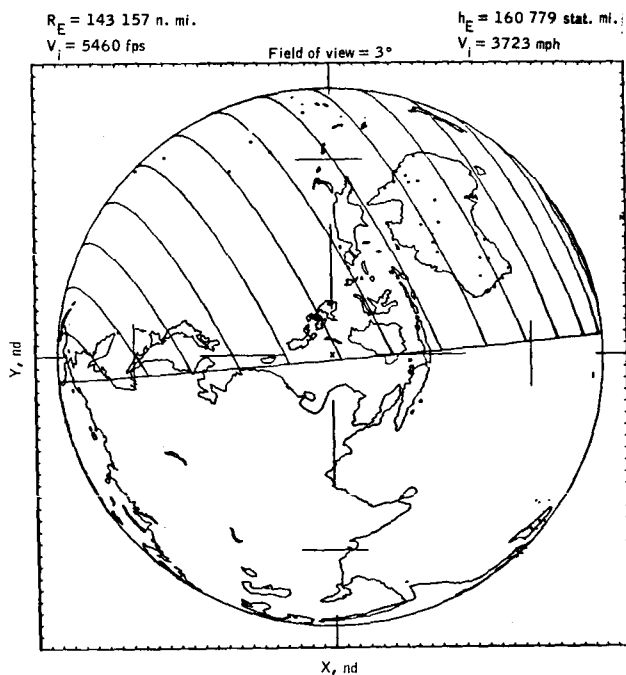 R_E = 143 157 n. mi.
V_i = 5460 fps
h_E = 160 779 stat. mi.
V_i = 3723 mph
Field of view = 3°
Y, nd
X, nd